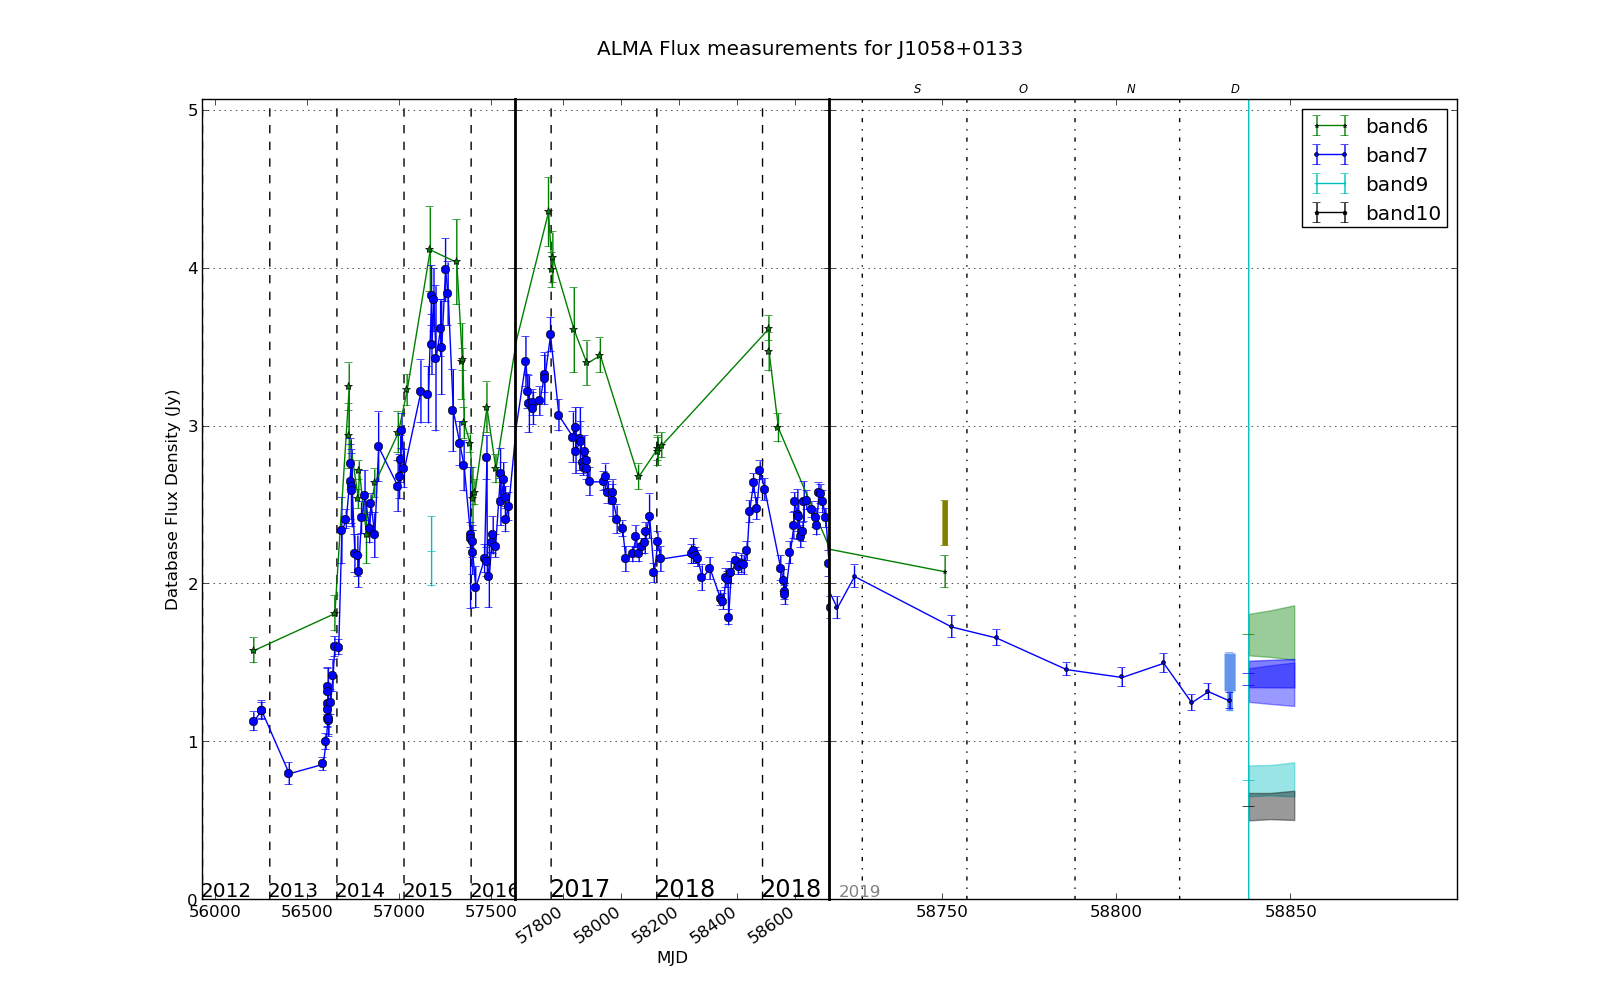 ALMA Flux measurements for J1058+0133
S O N D
band6
band7
band9
band10
Database Flux Density (Jy)
5
4
3
2
1
0
2012 2013 2014 2015 2016 2017 2018 2018 2019
56000 56500 57000 57500 57800 58000 58200 58400 58600 58750 58800 58850
MJD